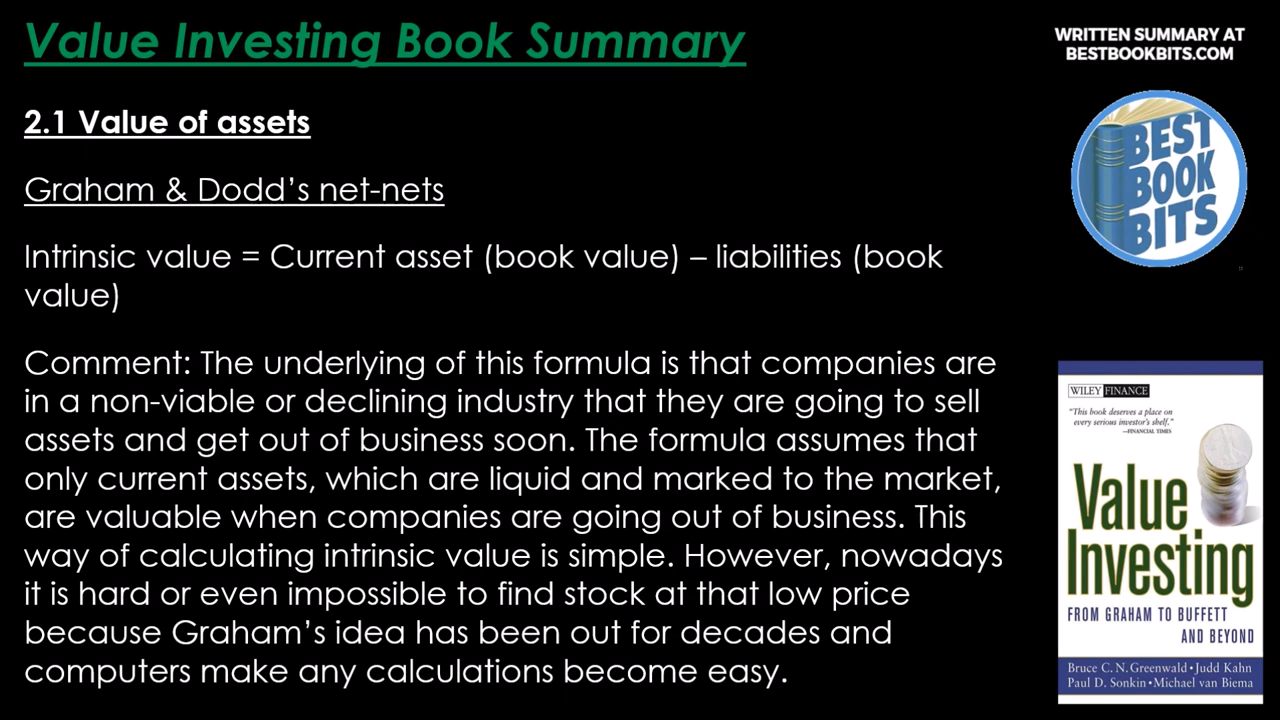 Value Investing Book Summary
WRITTEN SUMMARY AT
BESTBOOKBITS.COM
2.1 Value of assets
BEST
BOOK
BITS
Graham & Dodd’s net-nets
Intrinsic value = Current asset (book value) – liabilities (book
value)
Comment: The underlying of this formula is that companies are
in a non-viable or declining industry that they are going to sell
assets and get out of business soon. The formula assumes that
only current assets, which are liquid and marked to the market,
are valuable when companies are going out of business. This
way of calculating intrinsic value is simple. However, nowadays
it is hard or even impossible to find stock at that low price
because Graham’s idea has been out for decades and
computers make any calculations become easy.
WILEY FINANCE
“This book deserves a place on
every serious investor’s shelf.”
—FINANCIAL TIMES
Value
Investing
FROM GRAHAM TO BUFFETT
AND BEYOND
Bruce C. N. Greenwald • Judd Kahn
Paul D. Sonkin • Michael van Biema